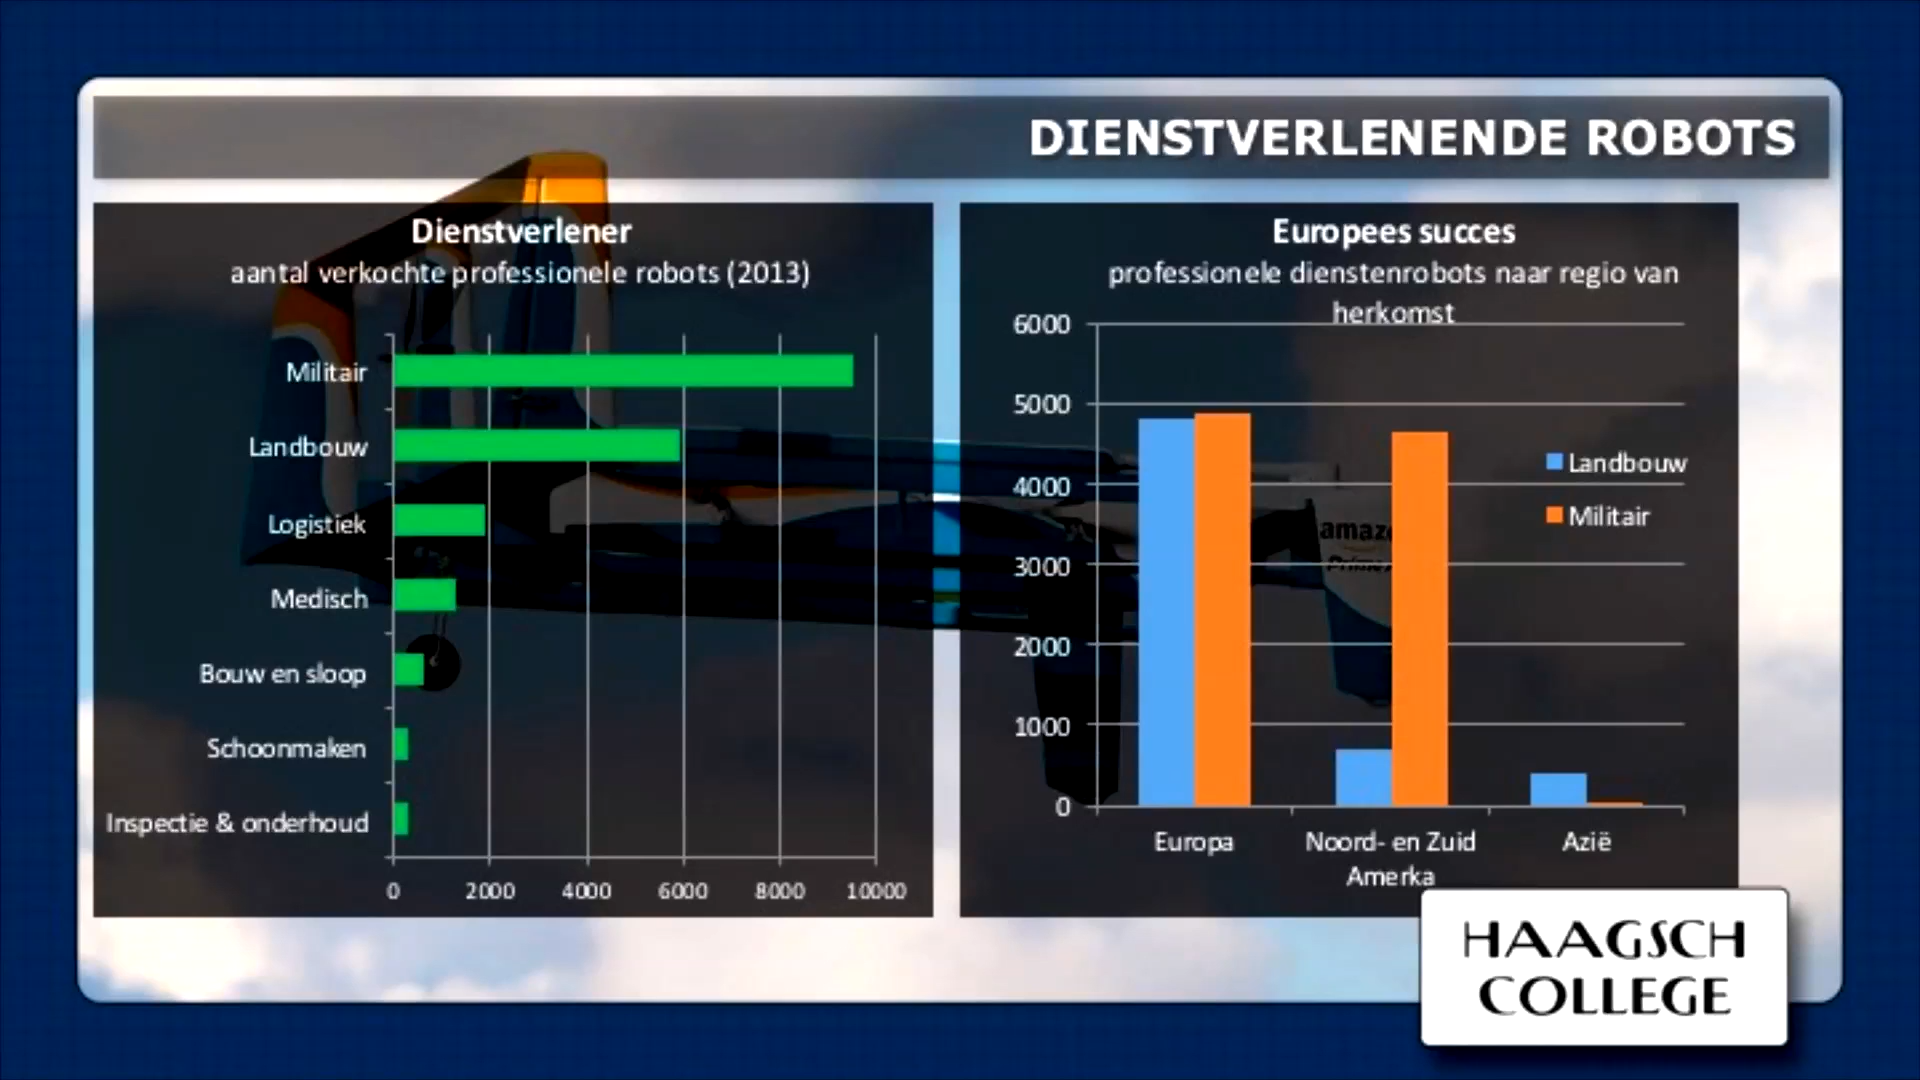 DIENSTVERLENENDE ROBOTS
Dienstverlener
aantal verkochte professionele robots (2013)
Militair
Landbouw
Logistiek
Medisch
Bouw en sloop
Schoonmaken
Inspectie & onderhoud
0 2000 4000 6000 8000 10000
Europees succes
professionele dienstenrobots naar regio van
herkomst
6000
5000
4000
3000
2000
1000
0
Landbouw
Militair
amaz
Prime
Europa Noord- en Zuid Azië
Amerka
HAAGSCH
COLLEGE